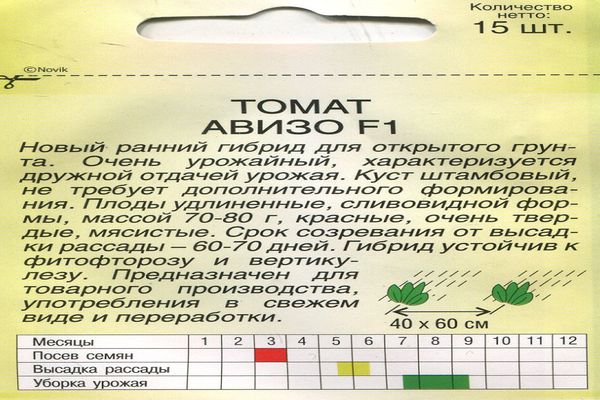 Количество
нетто:
15 шт.
© Novik
ТОМАТ
АВИЗО F1
Новый ранний гибрид для открытого грун-
та. Очень урожайный, характеризуется
дружной отдачей урожая. Куст штамбовый,
не требует дополнительного формирова-
ния. Плоды удлиненные, сливовидной фор-
мы, массой 70-80 г, красные, очень твер-
дые, мясистые. Срок созревания от высад-
ки рассады – 60-70 дней. Гибрид устойчив к
фитофторозу и вертику-
лезу. Предназначен для
товарного производства,
употребления в свежем
виде и переработки.
40 x 60 см
Месяцы 1 2 3 4 5 6 7 8 9 10 11 12
Посев семян
Высадка рассады
Уборка урожая